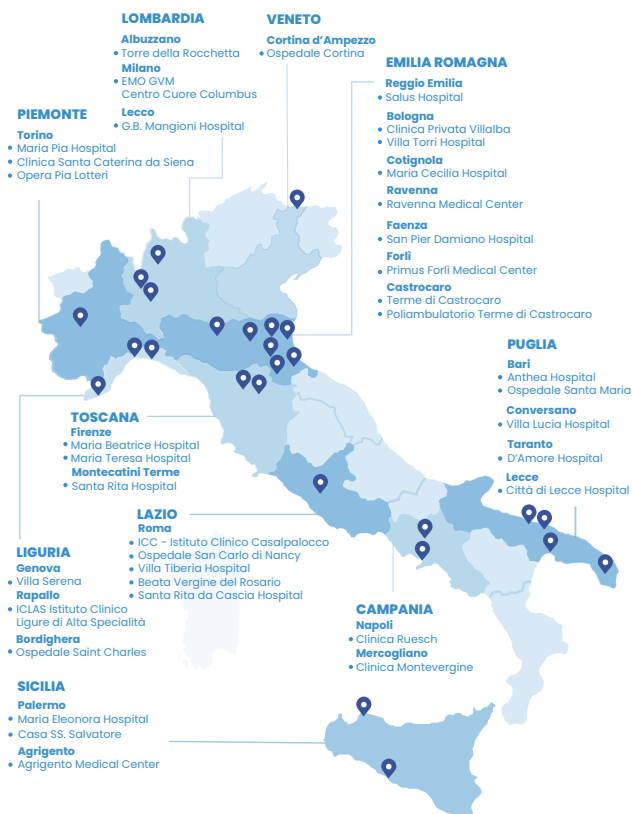 LOMBARDIA
Albuzzano
• Torre della Rocchetta
Milano
• EMO GVM
Centro Cuore Columbus
Lecco
• G.B. Mangioni Hospital
VENETO
Cortina d’Ampezzo
• Ospedale Cortina
EMILIA ROMAGNA
Reggio Emilia
• Salus Hospital
Bologna
• Clinica Privata Villalba
• Villa Torri Hospital
Cotignola
• Maria Cecilia Hospital
Ravenna
• Ravenna Medical Center
Faenza
• San Pier Damiano Hospital
Forlì
• Primus Forlì Medical Center
Castrocaro
• Terme di Castrocaro
• Poliambulatorio Terme di Castrocaro
PIEMONTE
Torino
• Maria Pia Hospital
• Clinica Santa Caterina da Siena
• Opera Pia Lotteri
PUGLIA
Bari
• Anthea Hospital
• Ospedale Santa Maria
Conversano
• Villa Lucia Hospital
Taranto
• D’Amore Hospital
Lecce
• Città di Lecce Hospital
TOSCANA
Firenze
• Maria Beatrice Hospital
• Maria Teresa Hospital
Montecatini Terme
• Santa Rita Hospital
LAZIO
Roma
• ICC - Istituto Clinico Casalpalocco
• Ospedale San Carlo di Nancy
• Villa Tiberia Hospital
• Beata Vergine del Rosario
• Santa Rita da Cascia Hospital
LIGURIA
Genova
• Villa Serena
Rapallo
• ICLAS Istituto Clinico
Ligure di Alta Specialità
Bordighera
• Ospedale Saint Charles
CAMPANIA
Napoli
• Clinica Ruesch
Mercogliano
• Clinica Montevergine
SICILIA
Palermo
• Maria Eleonora Hospital
• Casa SS. Salvatore
Agrigento
• Agrigento Medical Center